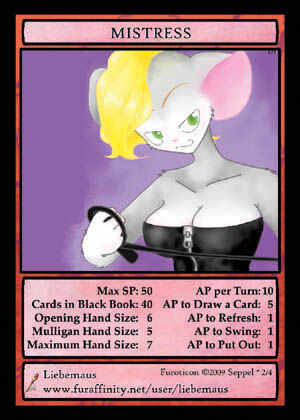 MISTRESS
Max SP: 50 AP per Turn: 10
Cards in Black Book: 40 AP to Draw a Card: 5
Opening Hand Size: 6 AP to Refresh: 1
Mulligan Hand Size: 5 AP to Swing: 1
Maximum Hand Size: 7 AP to Put Out: 1
Liebemaus Furoticon ©2009 Seppel * 2/4
www.furaffinity.net/user/liebemaus